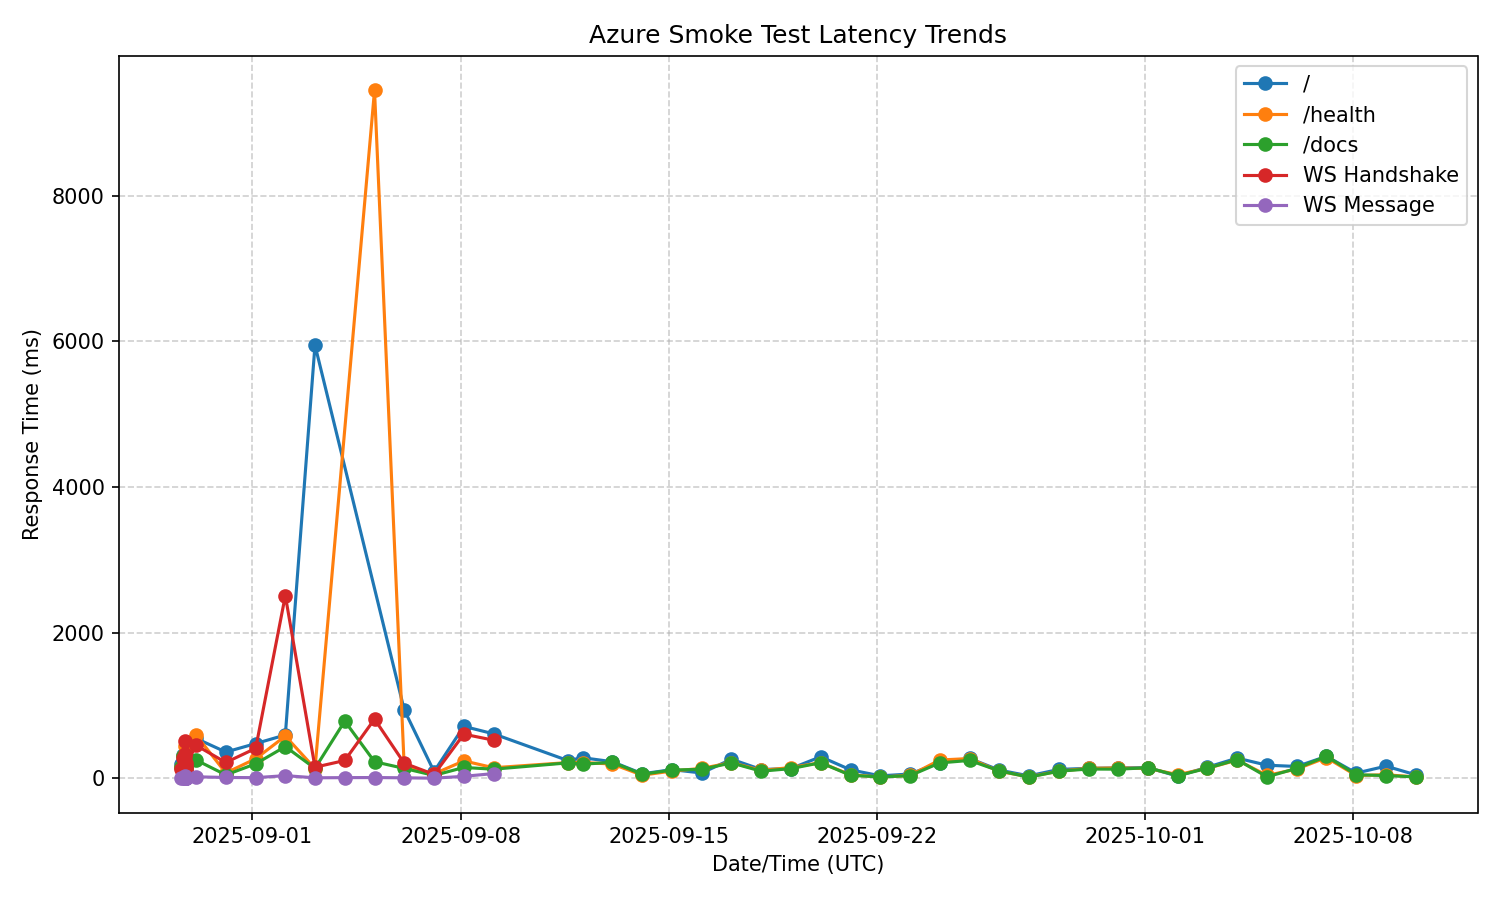 Azure Smoke Test Latency Trends
/
/health
/docs
WS Handshake
WS Message
Response Time (ms)
8000
6000
4000
2000
0
2025-09-01
2025-09-08
2025-09-15
2025-09-22
2025-10-01
2025-10-08
Date/Time (UTC)